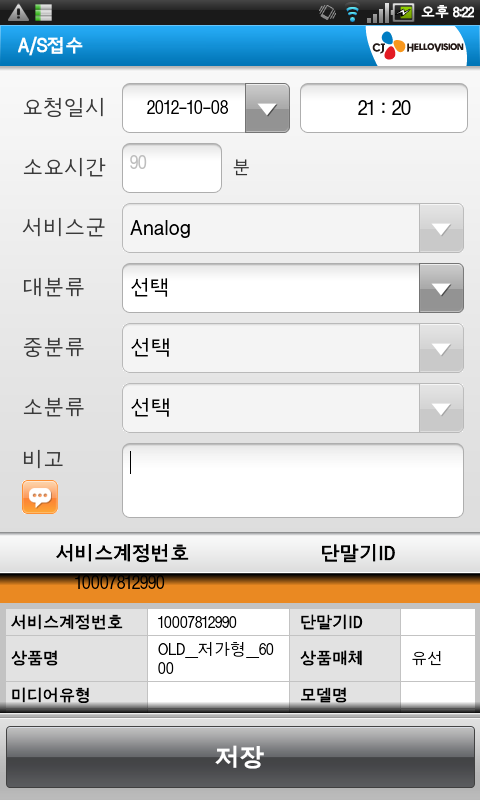 오후 8:22
A/S접수
CJ HELLOVISION
요청일시 2012-10-08 21 : 20
소요시간 90 분
서비스군 Analog
대분류 선택
중분류 선택
소분류 선택
비고
서비스계정번호 단말기ID
10007812990
서비스계정번호 10007812990 단말기ID
상품명 OLD__저가형__60
00 상품매체 유선
미디어유형 모델명
저장